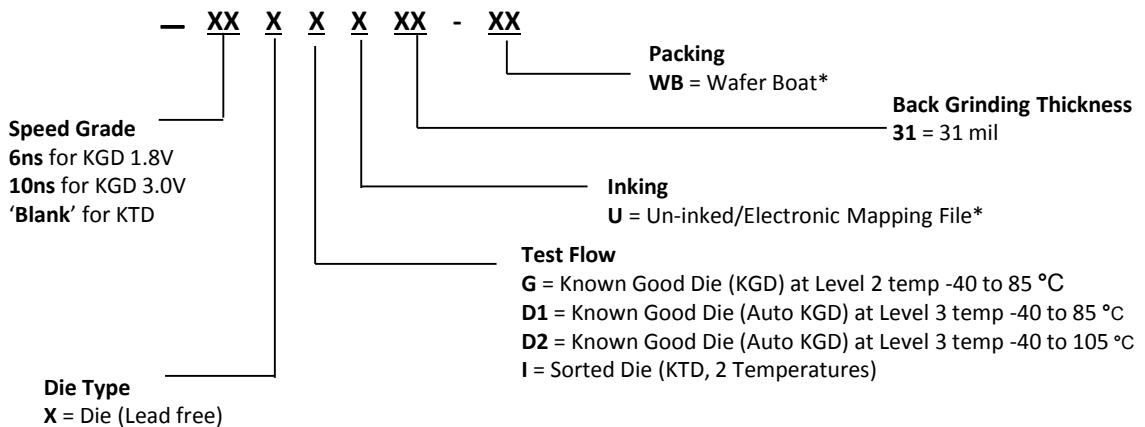 — XX X X X XX - XX
Packing
WB = Wafer Boat*
Back Grinding Thickness
31 = 31 mil
Speed Grade
6ns for KGD 1.8V
10ns for KGD 3.0V
‘Blank’ for KTD
Inking
U = Un-inked/Electronic Mapping File*
Test Flow
G = Known Good Die (KGD) at Level 2 temp -40 to 85 °C
D1 = Known Good Die (Auto KGD) at Level 3 temp -40 to 85 °C
D2 = Known Good Die (Auto KGD) at Level 3 temp -40 to 105 °C
I = Sorted Die (KTD, 2 Temperatures)
Die Type
X = Die (Lead free)